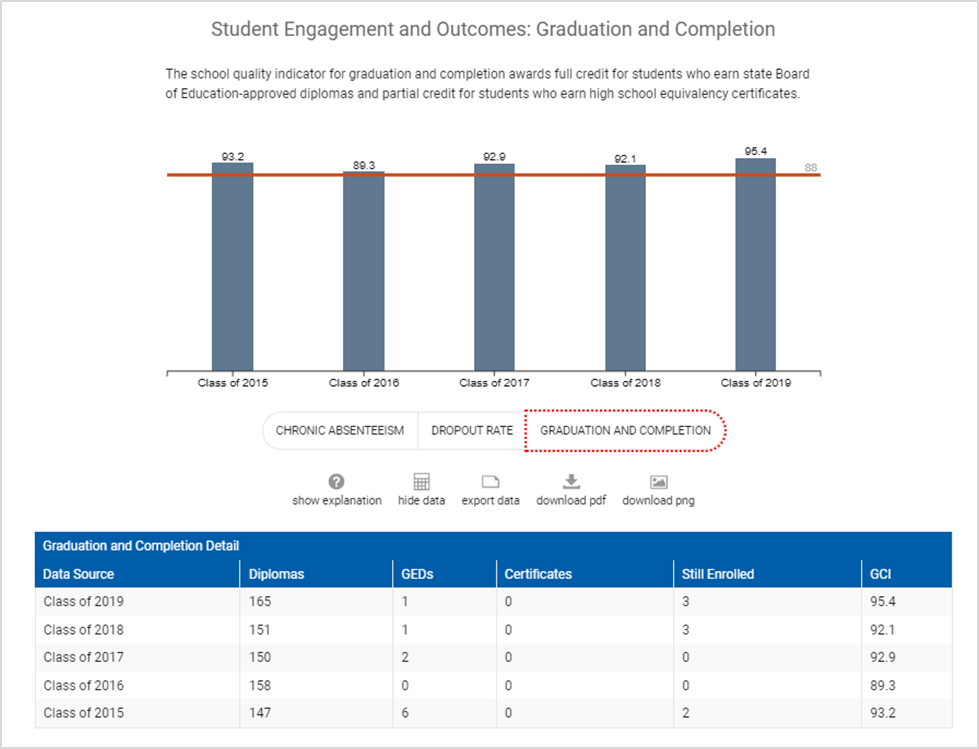 Student Engagement and Outcomes: Graduation and Completion
The school quality indicator for graduation and completion awards full credit for students who earn state Board
of Education-approved diplomas and partial credit for students who earn high school equivalency certificates.
93.2 89.3 92.9 92.1 95.4 88
Class of 2015 Class of 2016 Class of 2017 Class of 2018 Class of 2019
CHRONIC ABSENTEEISM DROPOUT RATE GRADUATION AND COMPLETION
?
show explanation hide data export data download pdf download png
Graduation and Completion Detail
Data Source Diplomas GEDs Certificates Still Enrolled GCI
Class of 2019 165 1 0 3 95.4
Class of 2018 151 1 0 3 92.1
Class of 2017 150 2 0 0 92.9
Class of 2016 158 0 0 0 89.3
Class of 2015 147 6 0 2 93.2